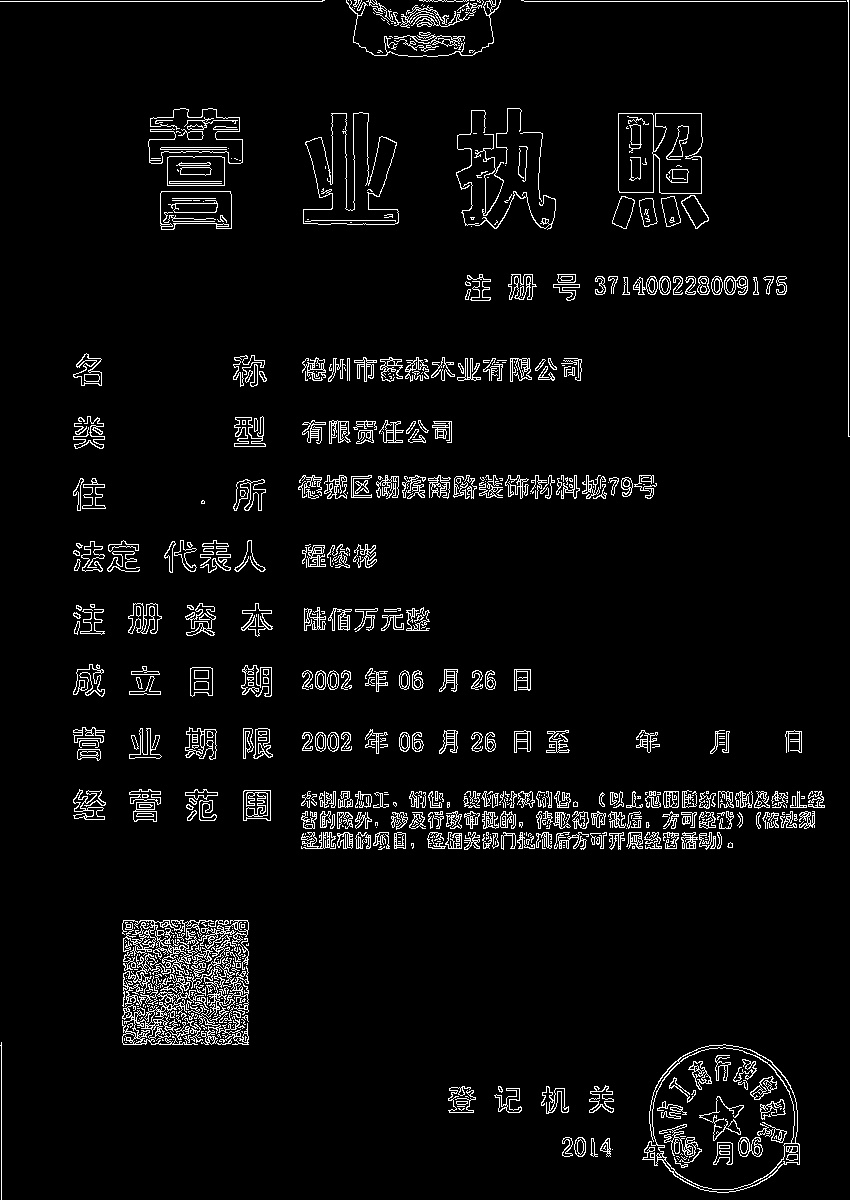 营业执照
注册号 371400228009175
名称 德州市豪森木业有限公司
类型 有限责任公司
住所 德城区湖滨南路装饰材料城79号
法定代表人 程俊彬
注册资本 陆佰万元整
成立日期 2002 年 06 月 26 日
营业期限 2002 年 06 月 26 日 至 年 月 日
经营范围 木制品加工、销售,装饰材料销售。(以上范围国家限制及禁止经
营的除外,涉及行政审批的,待取得审批后,方可经营)(依法须
经批准的项目,经相关部门批准后方可开展经营活动)。
州市工商行政管理局
登记机关
2014 年 05 月 06 日